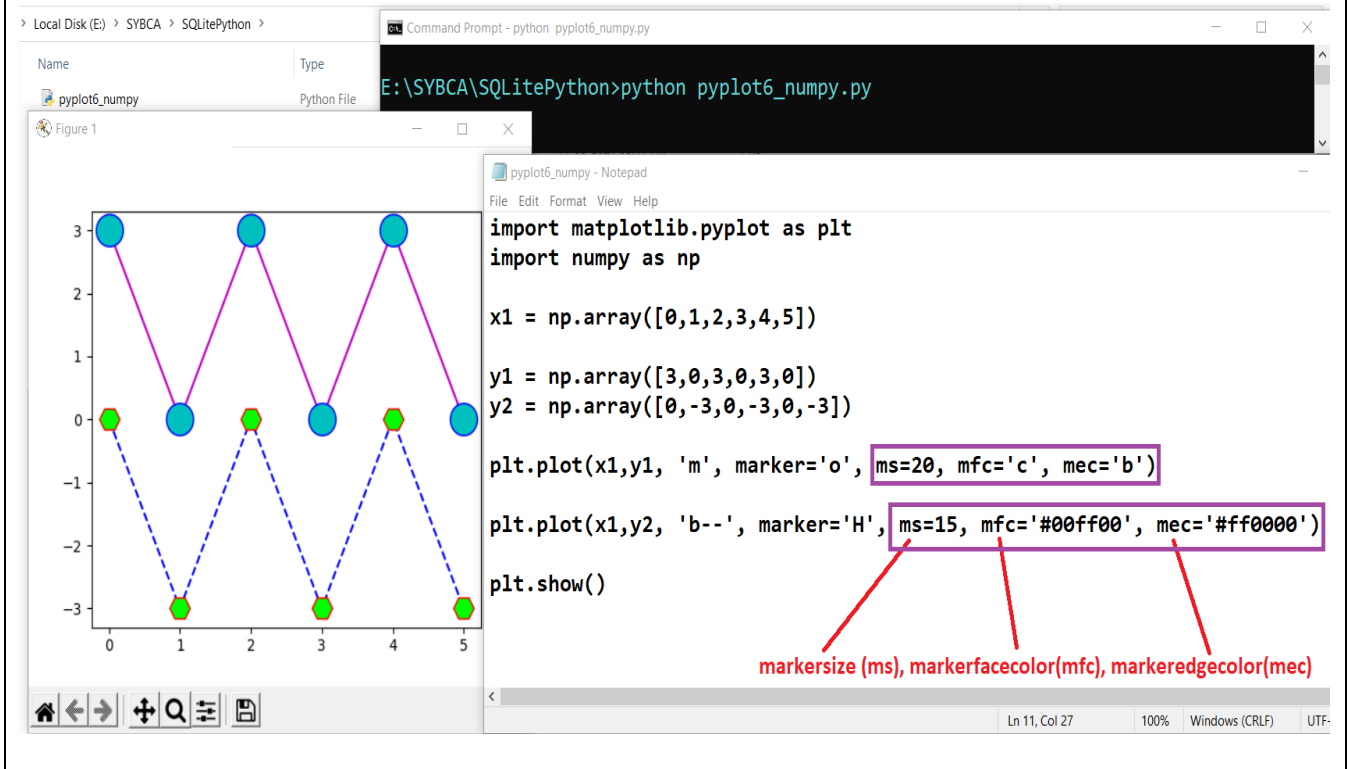 > Local Disk (E:) > SYBCA > SQLitePython >
Name Type
pyplot6_numpy Python File
Command Prompt - python pyplot6_numpy.py
E:\SYBCA\SQLitePython>python pyplot6_numpy.py
Figure 1
3
2
1
0
−1
−2
−3
0 1 2 3 4 5
pyplot6_numpy - Notepad
File Edit Format View Help
import matplotlib.pyplot as plt
import numpy as np
x1 = np.array([0,1,2,3,4,5])
y1 = np.array([3,0,3,0,3,0])
y2 = np.array([0,-3,0,-3,0,-3])
plt.plot(x1,y1, 'm', marker='o', ms=20, mfc='c', mec='b')
plt.plot(x1,y2, 'b--', marker='H', ms=15, mfc='#00ff00', mec='#ff0000')
plt.show()
markersize (ms), markerfacecolor(mfc), markeredgecolor(mec)
Ln 11, Col 27 100% Windows (CRLF) UTF-